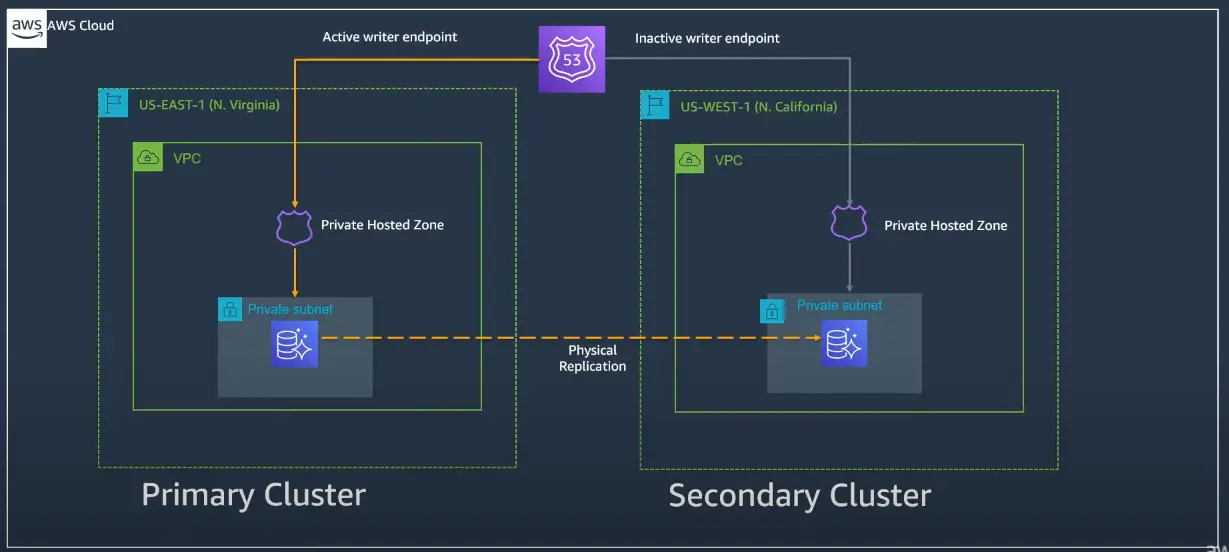 aws
AWS Cloud
Active writer endpoint
53
Inactive writer endpoint
US-EAST-1 (N. Virginia)
US-WEST-1 (N. California)
VPC
VPC
Private Hosted Zone
Private Hosted Zone
Private subnet
Private subnet
Physical
Replication
Primary Cluster
Secondary Cluster